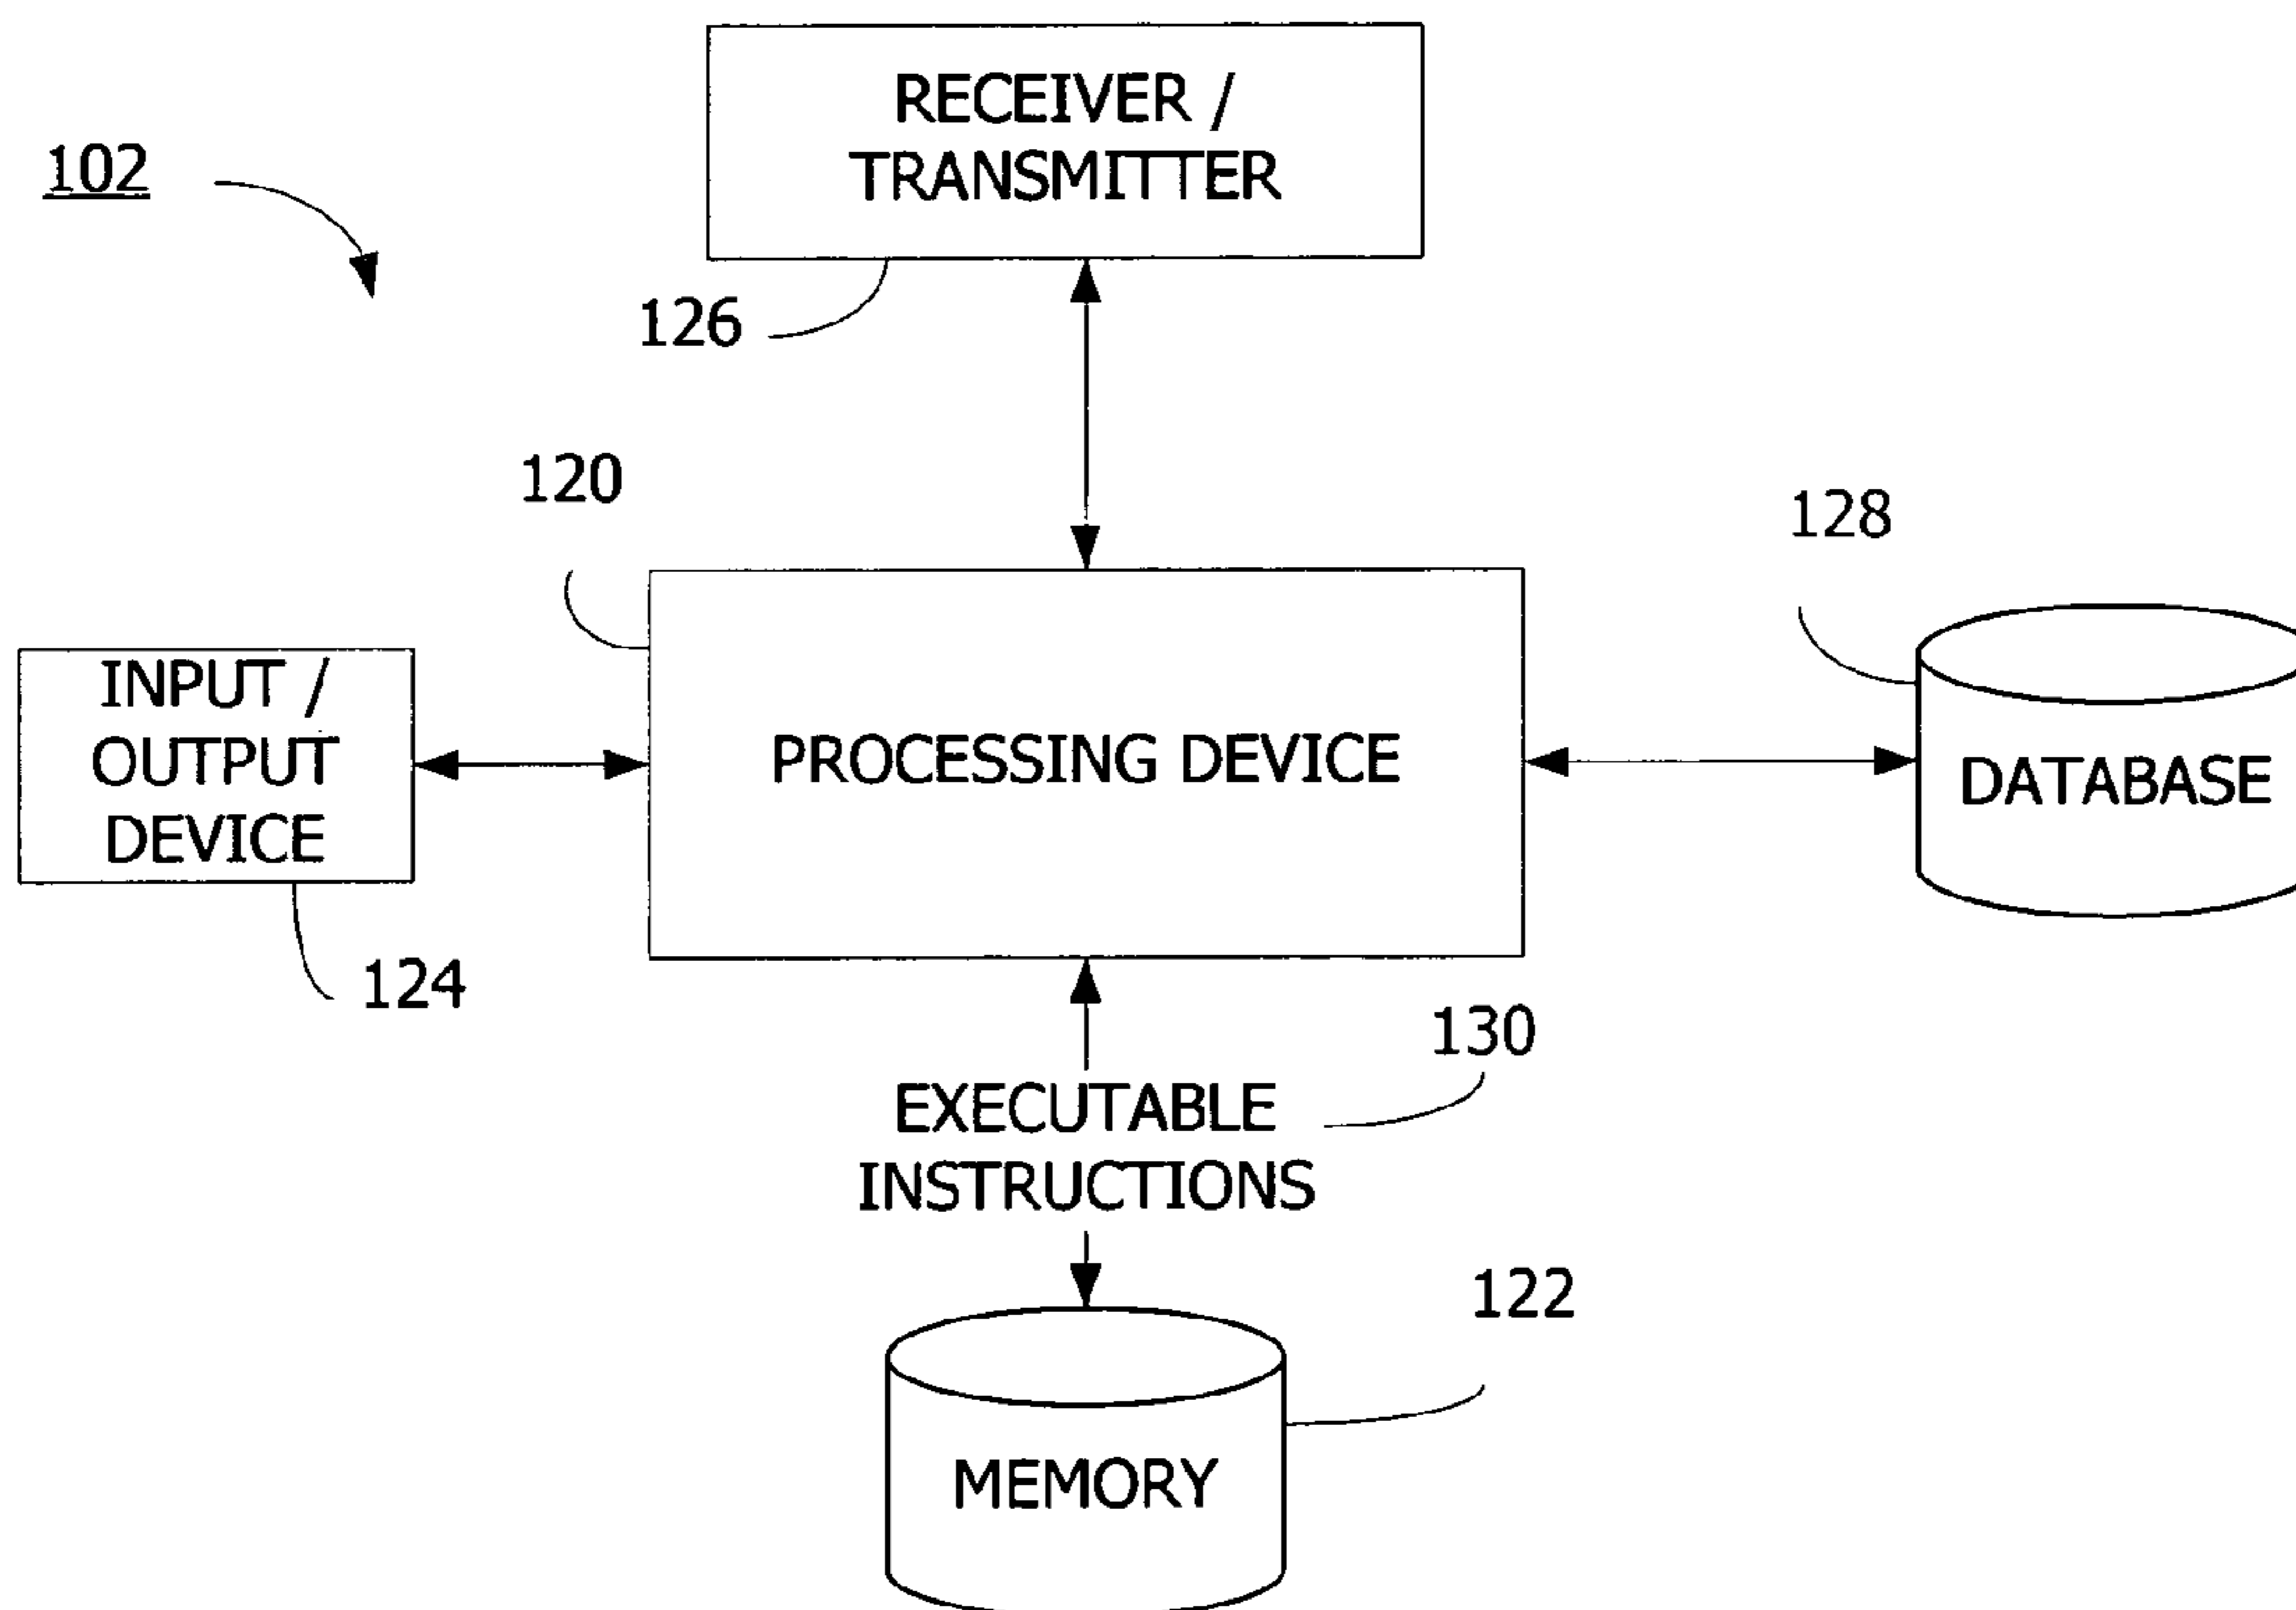 RECEIVER /
TRANSMITTER
102
126
120
128
INPUT /
OUTPUT
DEVICE
PROCESSING DEVICE
DATABASE
124
130
EXECUTABLE
INSTRUCTIONS
122
MEMORY